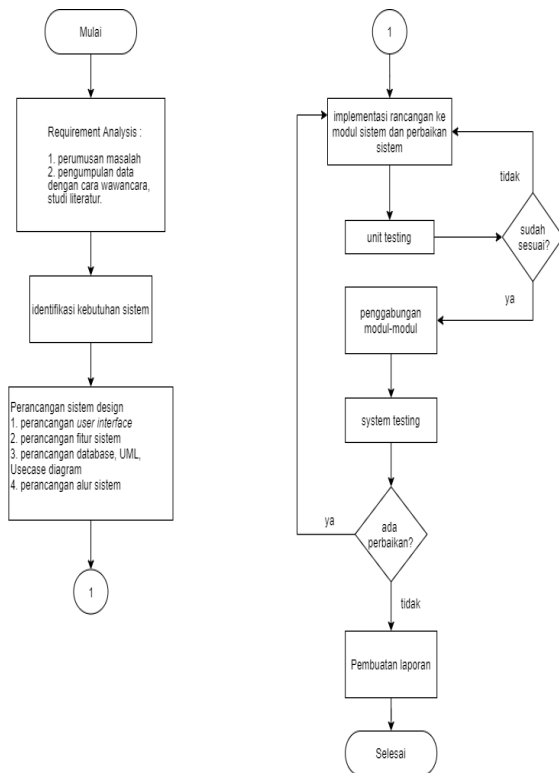 Mulai
Requirement Analysis :
1. perumusan masalah
2. pengumpulan data
dengan cara wawancara,
studi literatur.
identifikasi kebutuhan sistem
Perancangan sistem design
1. perancangan user interface
2. perancangan fitur sistem
3. perancangan database, UML,
Usecase diagram
4. perancangan alur sistem
1
1
implementasi rancangan ke
modul sistem dan perbaikan
sistem
tidak
unit testing
sudah
sesuai?
ya
penggabungan
modul-modul
system testing
ya
ada
perbaikan?
tidak
Pembuatan laporan
Selesai